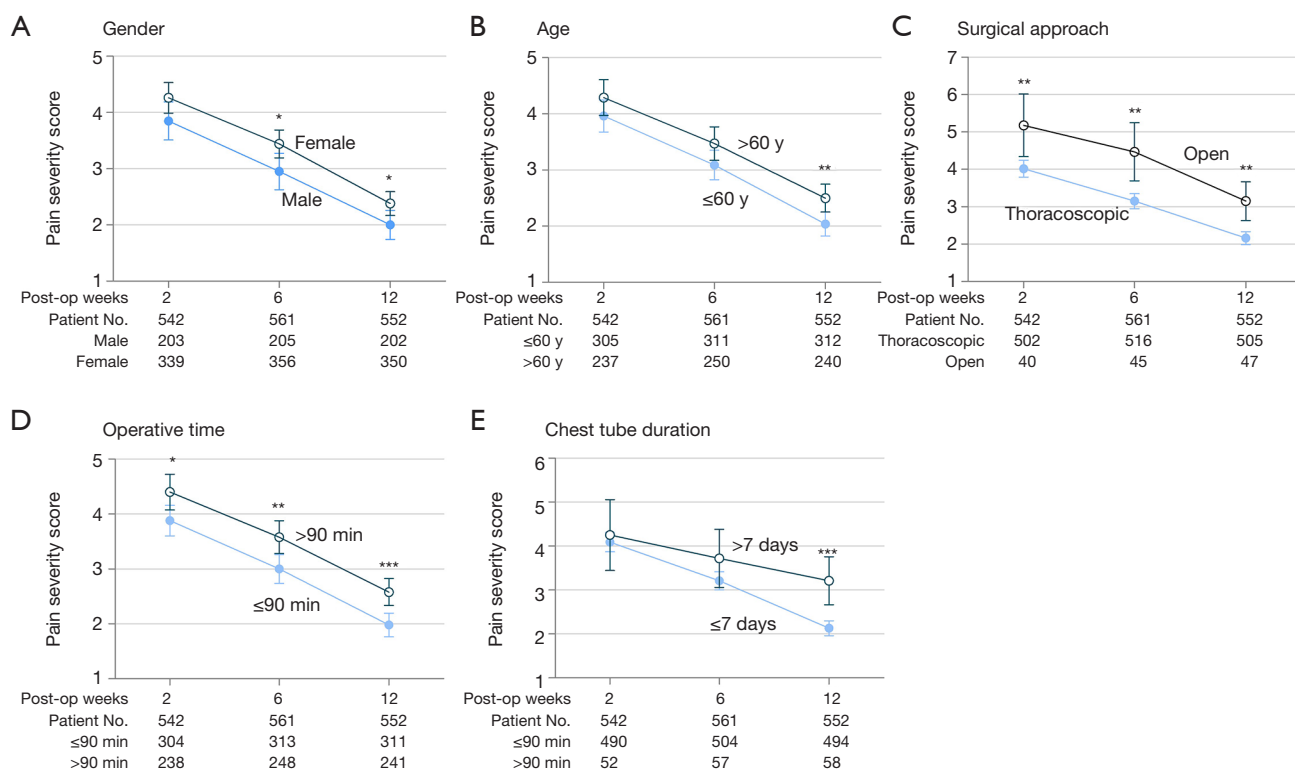 A Gender
5
4
3
2
1
Pain severity score
*
*
Female
Male
Post-op weeks 2 6 12
Patient No. 542 561 552
Male 203 205 202
Female 339 356 350
B Age
5
4
3
2
1
Pain severity score
**
>60 y
≤60 y
Post-op weeks 2 6 12
Patient No. 542 561 552
≤60 y 305 311 312
>60 y 237 250 240
C Surgical approach
7
6
5
4
3
2
1
Pain severity score
**
**
**
Open
Thoracoscopic
Post-op weeks 2 6 12
Patient No. 542 561 552
Thoracoscopic 502 516 505
Open 40 45 47
D Operative time
5
4
3
2
1
Pain severity score
*
**
***
>90 min
≤90 min
Post-op weeks 2 6 12
Patient No. 542 561 552
≤90 min 304 313 311
>90 min 238 248 241
E Chest tube duration
6
5
4
3
2
1
Pain severity score
***
>7 days
≤7 days
Post-op weeks 2 6 12
Patient No. 542 561 552
≤90 min 490 504 494
>90 min 52 57 58